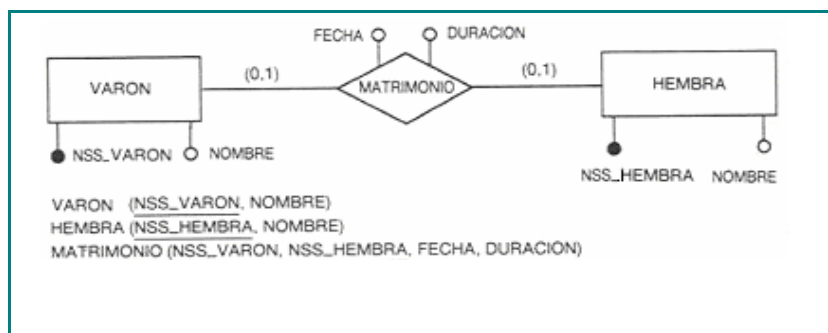 FECHA DURACION
VARON (0,1) MATRIMONIO (0,1) HEMBRA
NSS_VARON NOMBRE
NSS_HEMBRA NOMBRE
VARON (NSS_VARON, NOMBRE)
HEMBRA (NSS_HEMBRA, NOMBRE)
MATRIMONIO (NSS_VARON, NSS_HEMBRA, FECHA, DURACION)